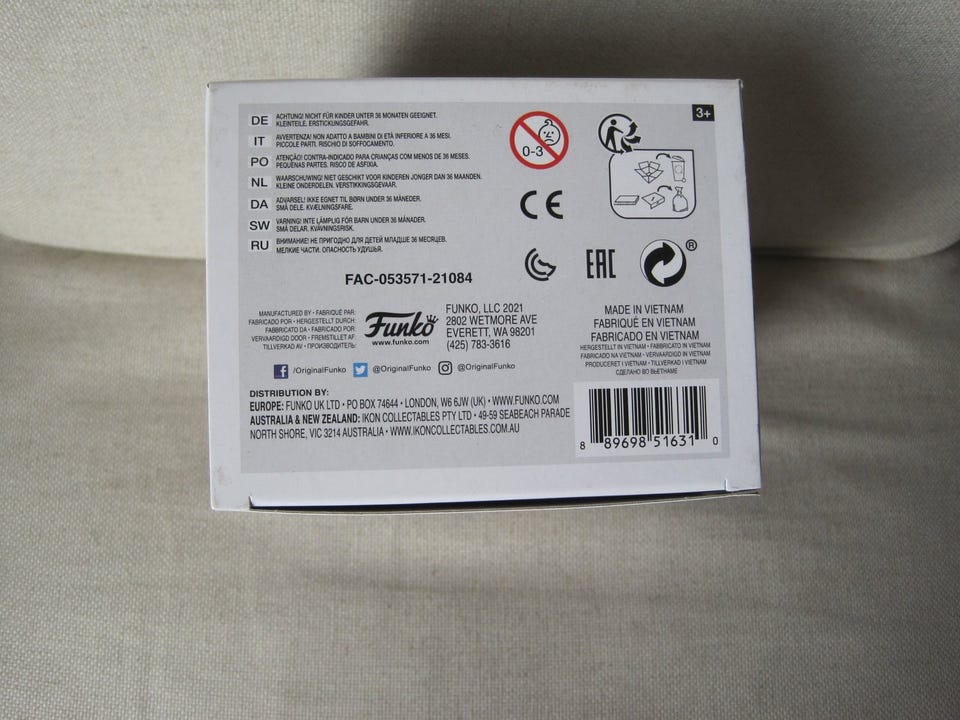 DE ACHTUNG! NICHT FÜR KINDER UNTER 36 MONATEN GEEIGNET.
KLEINTEILE. ERSTICKUNGSGEFAHR.
IT AVVERTENZA! NON ADATTO A BAMBINI DI ETÀ INFERIORE A 36 MESI.
PICCOLE PARTI. RISCHIO DI SOFFOCAMENTO.
PO ATENÇÃO! CONTRA-INDICADO PARA CRIANÇAS COM MENOS DE 36 MESES.
PEQUENAS PARTES. RISCO DE ASFIXIA.
NL WAARSCHUWING! NIET GESCHIKT VOOR KINDEREN JONGER DAN 36 MAANDEN.
KLEINE ONDERDELEN. VERSTIKKINGSGEVAAR.
DA ADVARSEL! IKKE EGNET TIL BØRN UNDER 36 MÅNEDER.
SMÅ DELE. KVÆLNINGSFARE.
SW VARNING! INTE LÄMPLIG FÖR BARN UNDER 36 MÅNADER.
SMÅ DELAR. KVÄVNINGSRISK.
RU ВНИМАНИЕ! НЕ ПРИГОДНО ДЛЯ ДЕТЕЙ МЛАДШЕ 36 МЕСЯЦЕВ.
МЕЛКИЕ ЧАСТИ. ОПАСНОСТЬ УДУШЬЯ.
3+
0-3
CE
EAC
®
FAC-053571-21084
MANUFACTURED BY • FABRIQUÉ PAR:
FABRICADO POR • HERGESTELLT DURCH:
FABBRICATO DA • FABRICADO POR:
VERVAARDIGD DOOR • FREMSTILLET AF:
TILLVERKAD AV • ПРОИЗВОДИТЕЛЬ:
Funko
www.funko.com
FUNKO, LLC 2021
2802 WETMORE AVE
EVERETT, WA 98201
(425) 783-3616
MADE IN VIETNAM
FABRIQUÉ EN VIETNAM
FABRICADO EN VIETNAM
HERGESTELLT IN VIETNAM • FABBRICATO IN VIETNAM
FABRICADO NA VIETNAM • VERVAARDIGD IN VIETNAM
PRODUCERET I VIETNAM • TILLVERKAD I VIETNAM
СДЕЛАНО ВО ВЬЕТНАМЕ
/OriginalFunko @OriginalFunko @OriginalFunko
DISTRIBUTION BY:
EUROPE: FUNKO UK LTD • PO BOX 74644 • LONDON, W6 6JW (UK) • WWW.FUNKO.COM
AUSTRALIA & NEW ZEALAND: IKON COLLECTABLES PTY LTD • 49-59 SEABEACH PARADE
NORTH SHORE, VIC 3214 AUSTRALIA • WWW.IKONCOLLECTABLES.COM.AU
8 89698 51631 0